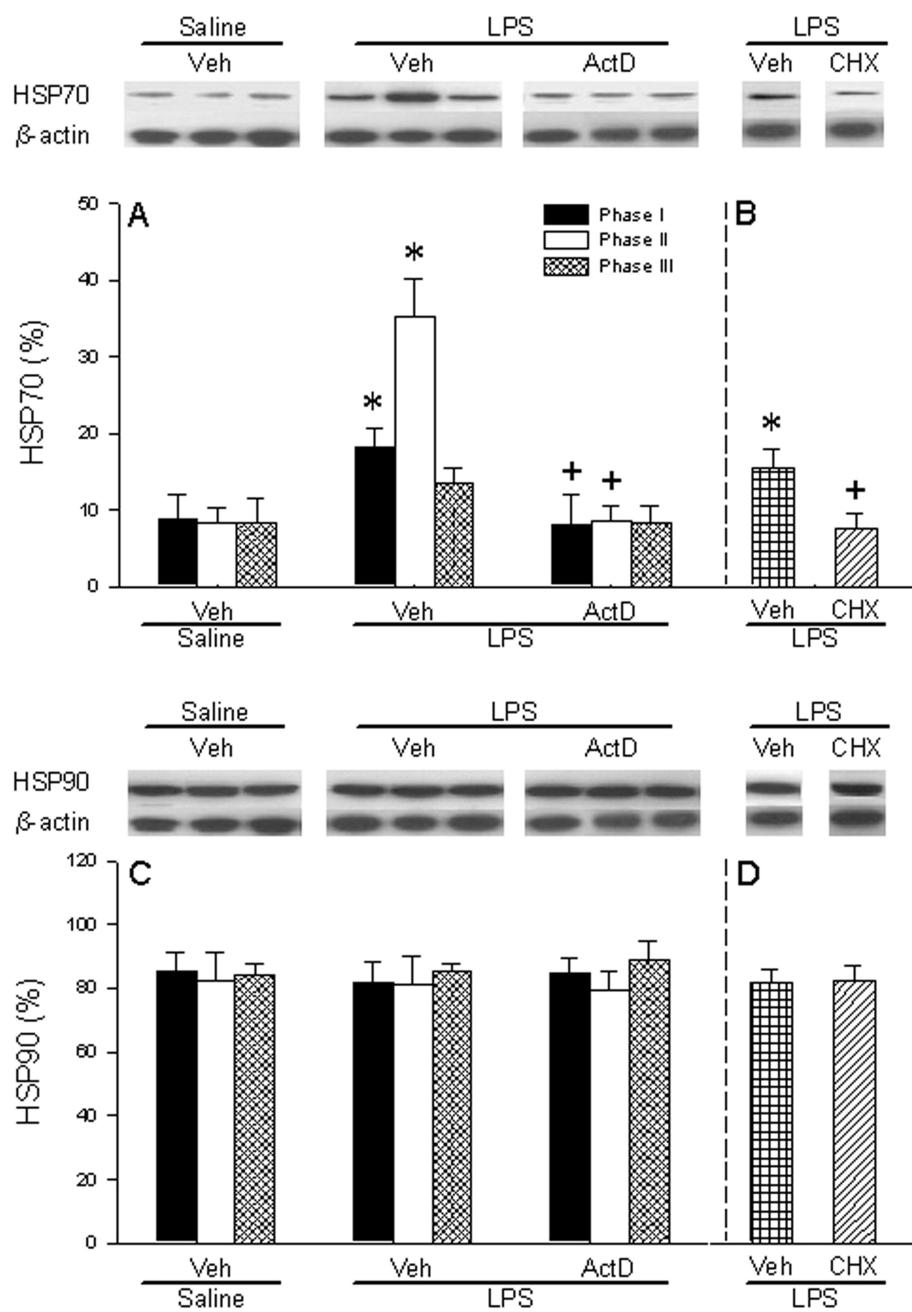 Saline LPS LPS
Veh Veh ActD Veh CHX
HSP70
β-actin
A B
50
40
30
20
10
0
HSP70 (%)
Phase I
Phase II
Phase III
*
*
+ +
*
+
Veh Veh ActD Veh CHX
Saline LPS LPS
Saline LPS LPS
Veh Veh ActD Veh CHX
HSP90
β-actin
C D
120
100
80
60
40
20
0
HSP90 (%)
Veh Veh ActD Veh CHX
Saline LPS LPS